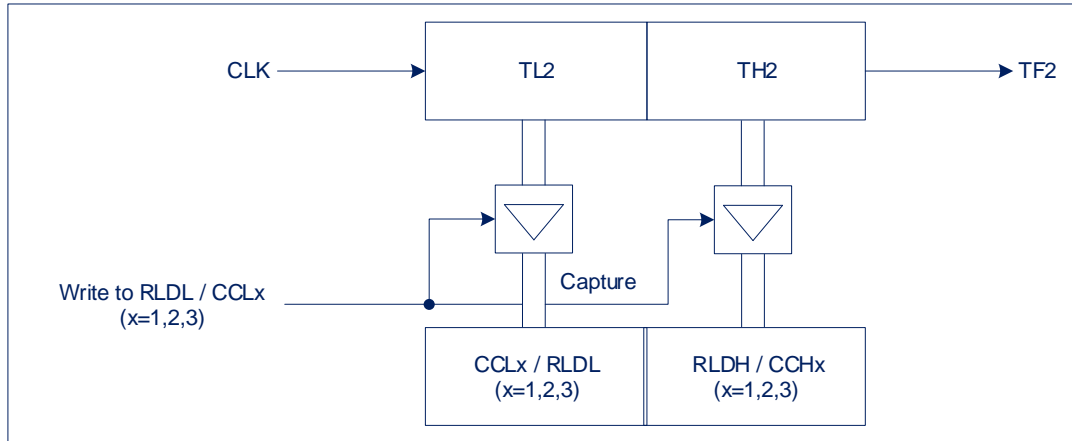 CLK
TL2
TH2
TF2
Capture
Write to RLDL / CCLx
(x=1,2,3)
CCLx / RLDL
(x=1,2,3)
RLDH / CCHx
(x=1,2,3)